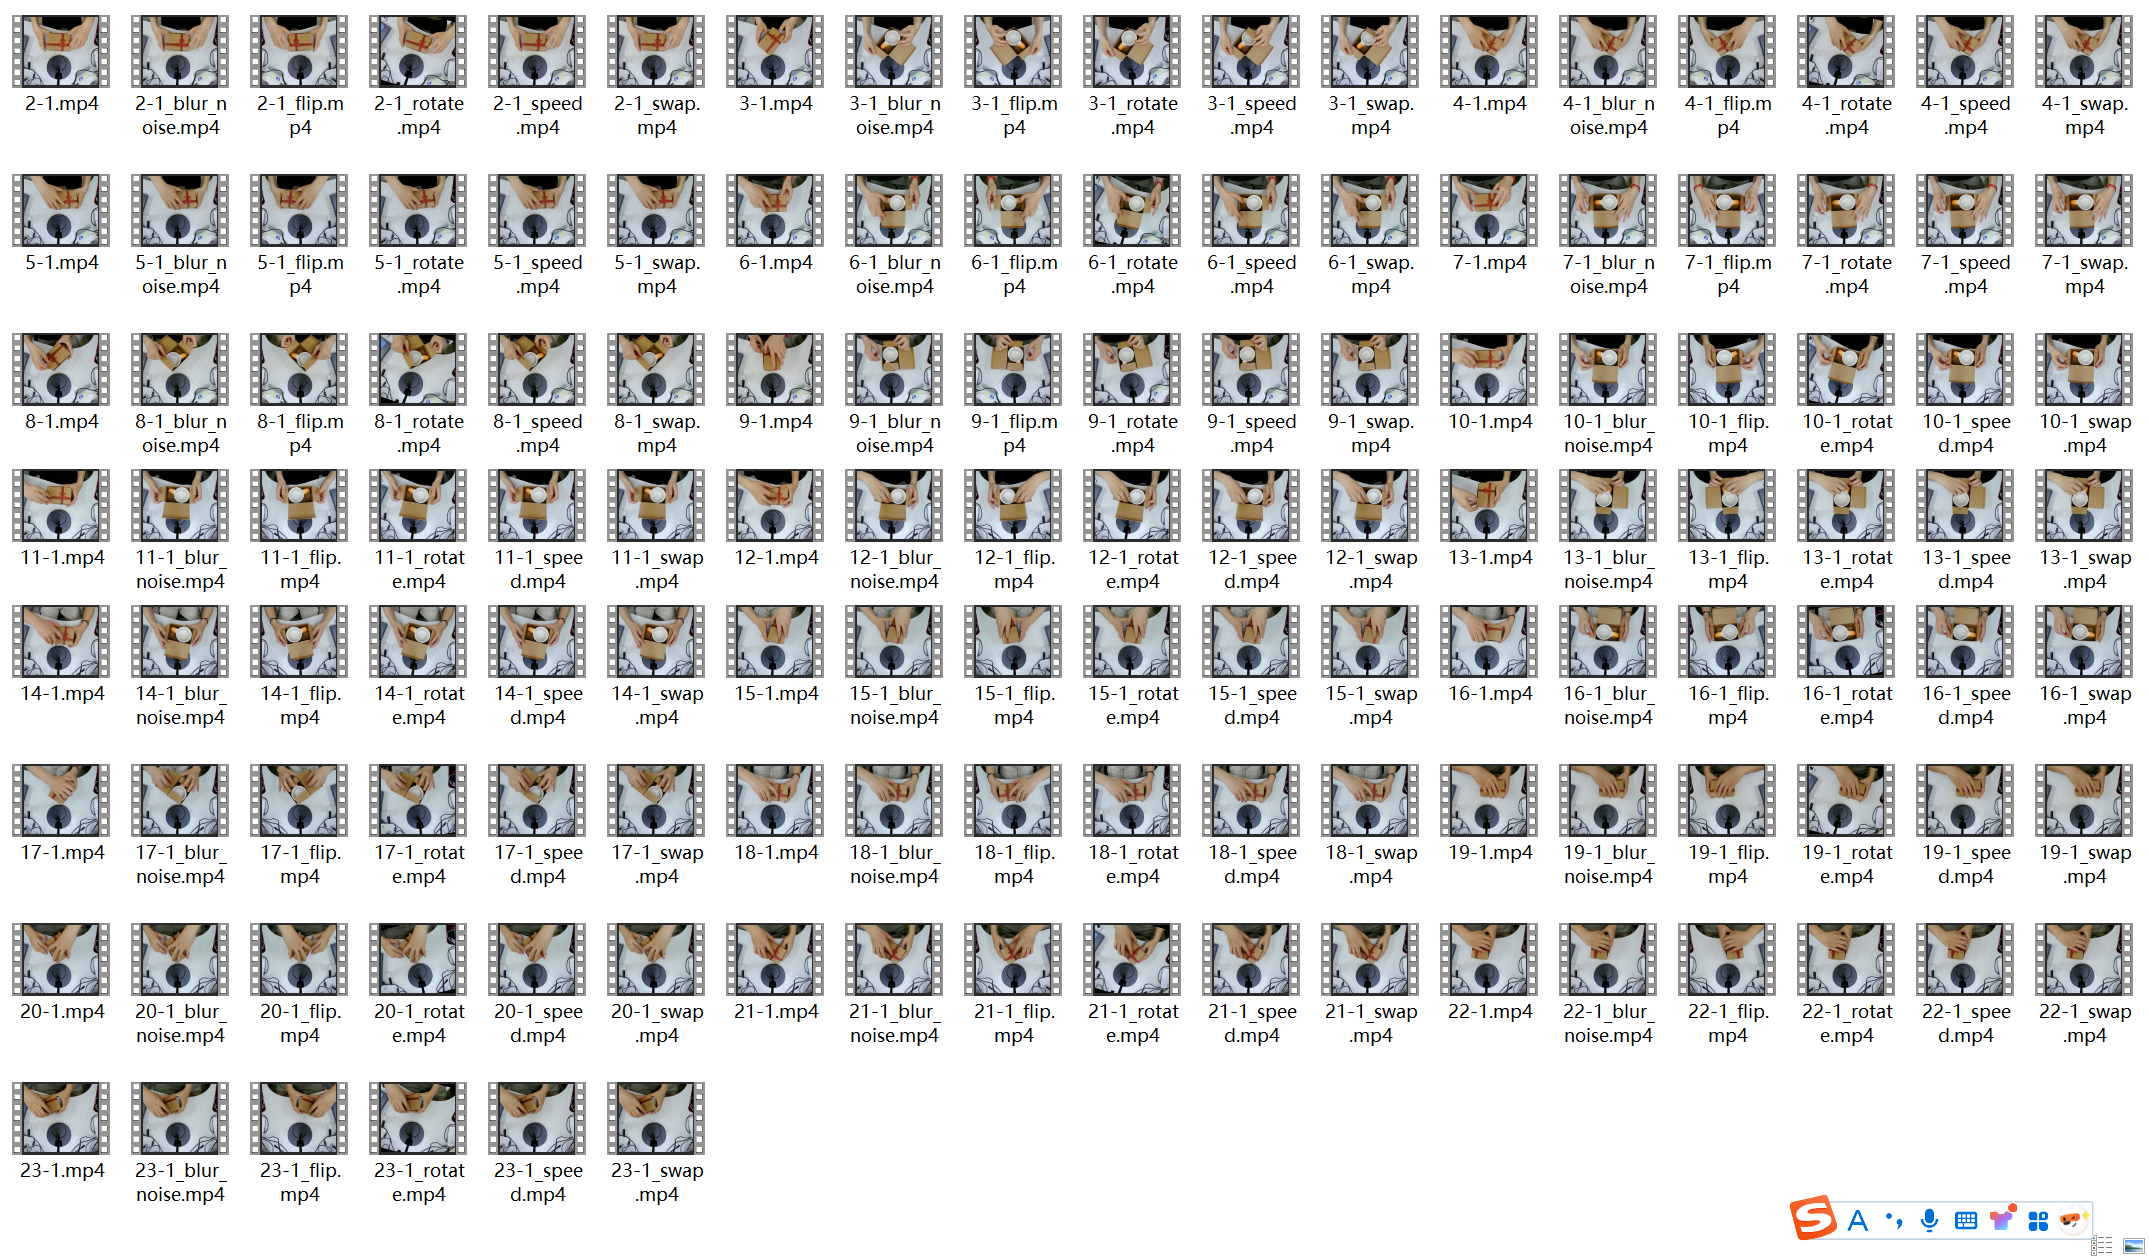 2-1.mp4
2-1_blur_n
oise.mp4
2-1_flip.m
p4
2-1_rotate
.mp4
2-1_speed
.mp4
2-1_swap.
mp4
3-1.mp4
3-1_blur_n
oise.mp4
3-1_flip.m
p4
3-1_rotate
.mp4
3-1_speed
.mp4
3-1_swap.
mp4
4-1.mp4
4-1_blur_n
oise.mp4
4-1_flip.m
p4
4-1_rotate
.mp4
4-1_speed
.mp4
4-1_swap.
mp4
5-1.mp4
5-1_blur_n
oise.mp4
5-1_flip.m
p4
5-1_rotate
.mp4
5-1_speed
.mp4
5-1_swap.
mp4
6-1.mp4
6-1_blur_n
oise.mp4
6-1_flip.m
p4
6-1_rotate
.mp4
6-1_speed
.mp4
6-1_swap.
mp4
7-1.mp4
7-1_blur_n
oise.mp4
7-1_flip.m
p4
7-1_rotate
.mp4
7-1_speed
.mp4
7-1_swap.
mp4
8-1.mp4
8-1_blur_n
oise.mp4
8-1_flip.m
p4
8-1_rotate
.mp4
8-1_speed
.mp4
8-1_swap.
mp4
9-1.mp4
9-1_blur_n
oise.mp4
9-1_flip.m
p4
9-1_rotate
.mp4
9-1_speed
.mp4
9-1_swap.
mp4
10-1.mp4
10-1_blur_
noise.mp4
10-1_flip.
mp4
10-1_rotat
e.mp4
10-1_spee
d.mp4
10-1_swap
.mp4
11-1.mp4
11-1_blur_
noise.mp4
11-1_flip.
mp4
11-1_rotat
e.mp4
11-1_spee
d.mp4
11-1_swap
.mp4
12-1.mp4
12-1_blur_
noise.mp4
12-1_flip.
mp4
12-1_rotat
e.mp4
12-1_spee
d.mp4
12-1_swap
.mp4
13-1.mp4
13-1_blur_
noise.mp4
13-1_flip.
mp4
13-1_rotat
e.mp4
13-1_spee
d.mp4
13-1_swap
.mp4
14-1.mp4
14-1_blur_
noise.mp4
14-1_flip.
mp4
14-1_rotat
e.mp4
14-1_spee
d.mp4
14-1_swap
.mp4
15-1.mp4
15-1_blur_
noise.mp4
15-1_flip.
mp4
15-1_rotat
e.mp4
15-1_spee
d.mp4
15-1_swap
.mp4
16-1.mp4
16-1_blur_
noise.mp4
16-1_flip.
mp4
16-1_rotat
e.mp4
16-1_spee
d.mp4
16-1_swap
.mp4
17-1.mp4
17-1_blur_
noise.mp4
17-1_flip.
mp4
17-1_rotat
e.mp4
17-1_spee
d.mp4
17-1_swap
.mp4
18-1.mp4
18-1_blur_
noise.mp4
18-1_flip.
mp4
18-1_rotat
e.mp4
18-1_spee
d.mp4
18-1_swap
.mp4
19-1.mp4
19-1_blur_
noise.mp4
19-1_flip.
mp4
19-1_rotat
e.mp4
19-1_spee
d.mp4
19-1_swap
.mp4
20-1.mp4
20-1_blur_
noise.mp4
20-1_flip.
mp4
20-1_rotat
e.mp4
20-1_spee
d.mp4
20-1_swap
.mp4
21-1.mp4
21-1_blur_
noise.mp4
21-1_flip.
mp4
21-1_rotat
e.mp4
21-1_spee
d.mp4
21-1_swap
.mp4
22-1.mp4
22-1_blur_
noise.mp4
22-1_flip.
mp4
22-1_rotat
e.mp4
22-1_spee
d.mp4
22-1_swap
.mp4
23-1.mp4
23-1_blur_
noise.mp4
23-1_flip.
mp4
23-1_rotat
e.mp4
23-1_spee
d.mp4
23-1_swap
.mp4
S A